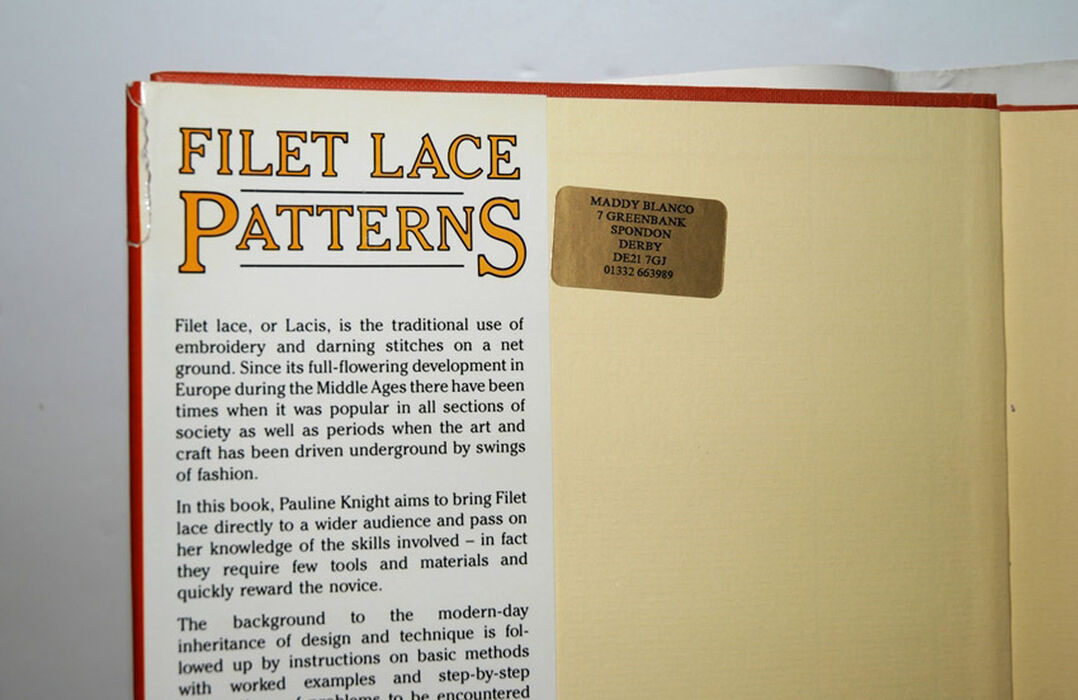 FILET LACE
PATTERNS
Filet lace, or Lacis, is the traditional use of
embroidery and darning stitches on a net
ground. Since its full-flowering development in
Europe during the Middle Ages there have been
times when it was popular in all sections of
society as well as periods when the art and
craft has been driven underground by swings
of fashion.
In this book, Pauline Knight aims to bring Filet
lace directly to a wider audience and pass on
her knowledge of the skills involved – in fact
they require few tools and materials and
quickly reward the novice.
The background to the modern-day
inheritance of design and technique is fol-
lowed up by instructions on basic methods
with worked examples and step-by-step
of problems to be encountered
MADDY BLANCO
7 GREENBANK
SPONDON
DERBY
DE21 7GJ
01332 663989